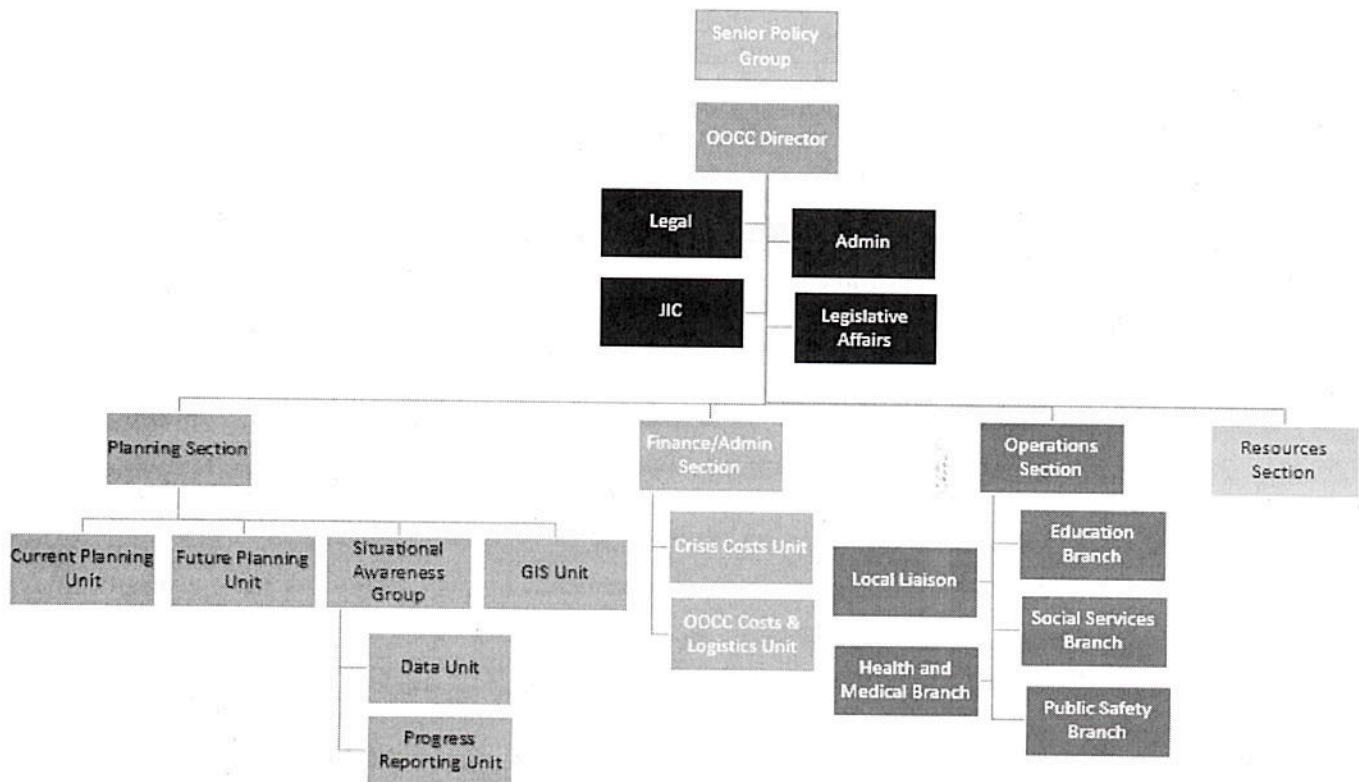 Senior Policy
Group
OOCC Director
Legal
Admin
JIC
Legislative
Affairs
Planning Section
Finance/Admin
Section
Operations
Section
Resources
Section
Current Planning
Unit
Future Planning
Unit
Situational
Awareness
Group
GIS Unit
Data Unit
Progress
Reporting Unit
Crisis Costs Unit
OOCC Costs &
Logistics Unit
Local Liaison
Health and
Medical Branch
Education
Branch
Social Services
Branch
Public Safety
Branch